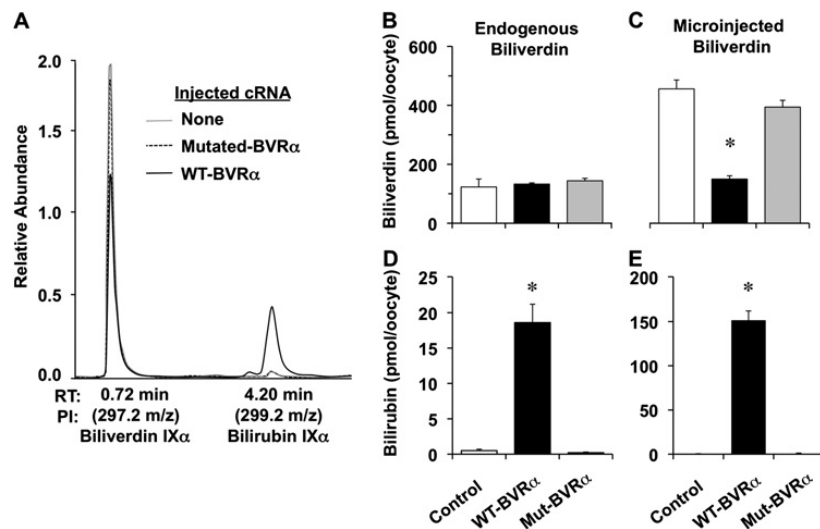 A
Relative Abundance
2.0
1.5
1.0
0.5
0.0
Injected cRNA
None
Mutated-BVRα
WT-BVRα
RT: 0.72 min 4.20 min
PI: (297.2 m/z) (299.2 m/z)
Biliverdin IXα Bilirubin IXα
B
Endogenous
Biliverdin
Biliverdin (pmol/oocyte)
600
400
200
0
C
Microinjected
Biliverdin
*
D
Bilirubin (pmol/oocyte)
25
20
15
10
5
0
*
Control
WT-BVRα
Mut-BVRα
E
200
150
100
50
0
*
Control
WT-BVRα
Mut-BVRα